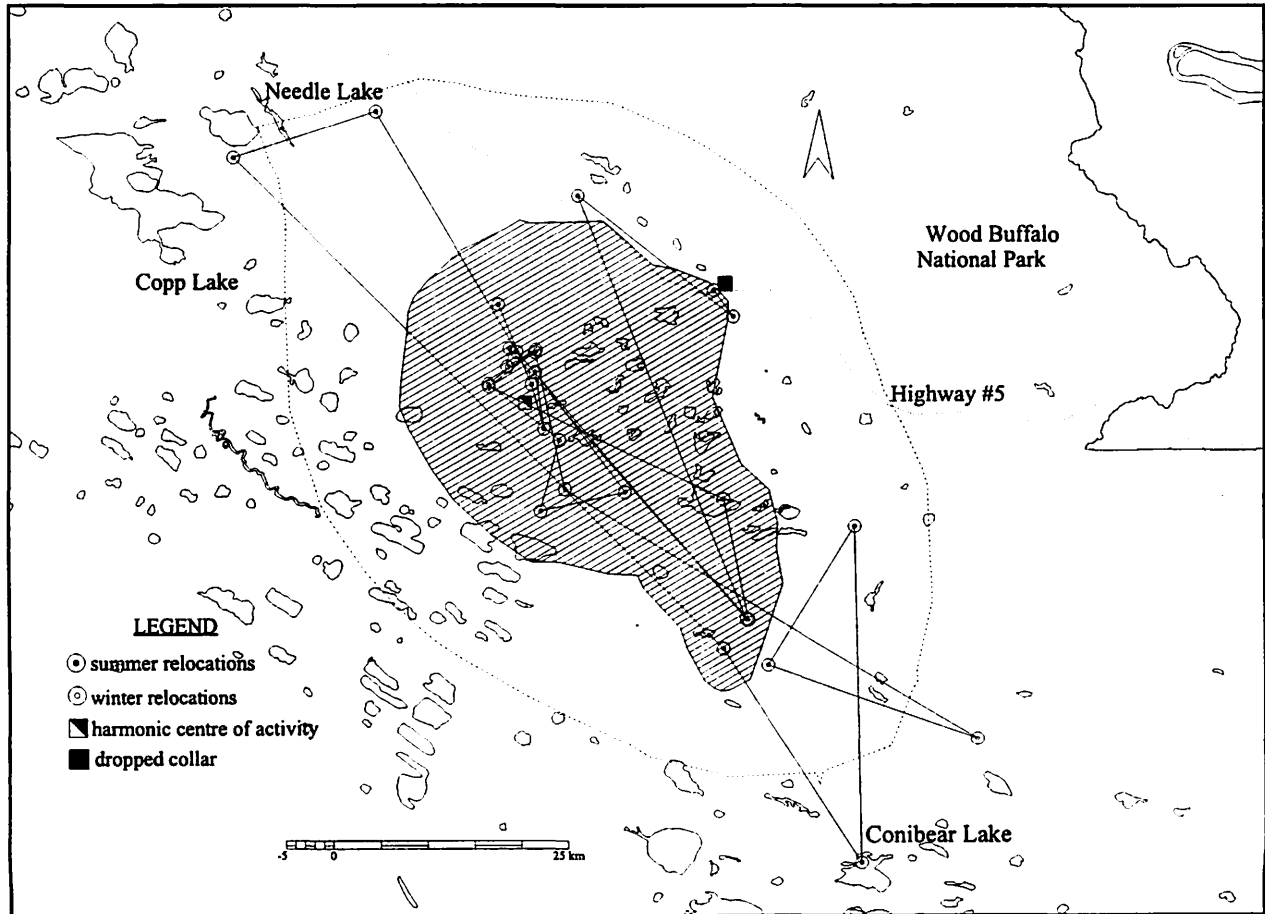 Needle Lake
Wood Buffalo
National Park
Copp Lake
Highway #5
LEGEND
summer relocations
winter relocations
harmonic centre of activity
dropped collar
Conibear Lake
-5 0 25 km